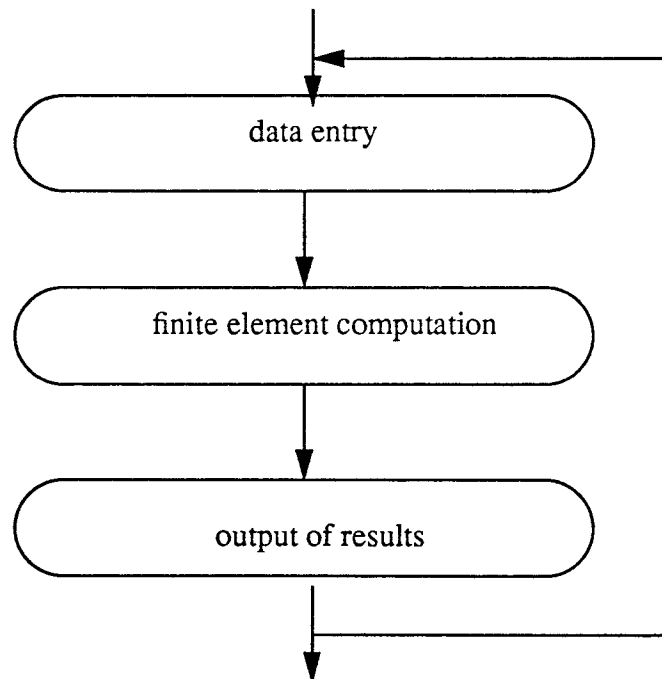 data entry
finite element computation
output of results